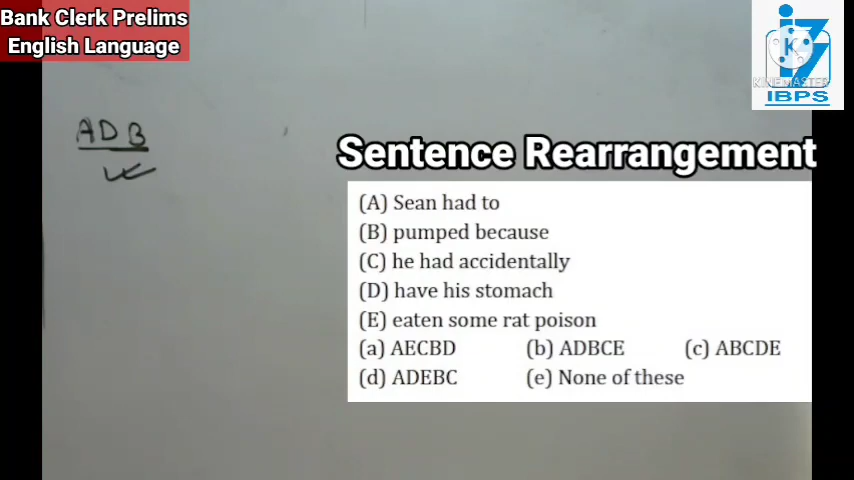 Bank Clerk Prelims
English Language
K
KINEMASTER
IBPS
ADB
Sentence Rearrangement
(A) Sean had to
(B) pumped because
(C) he had accidentally
(D) have his stomach
(E) eaten some rat poison
(a) AECBD (b) ADBCE (c) ABCDE
(d) ADEBC (e) None of these